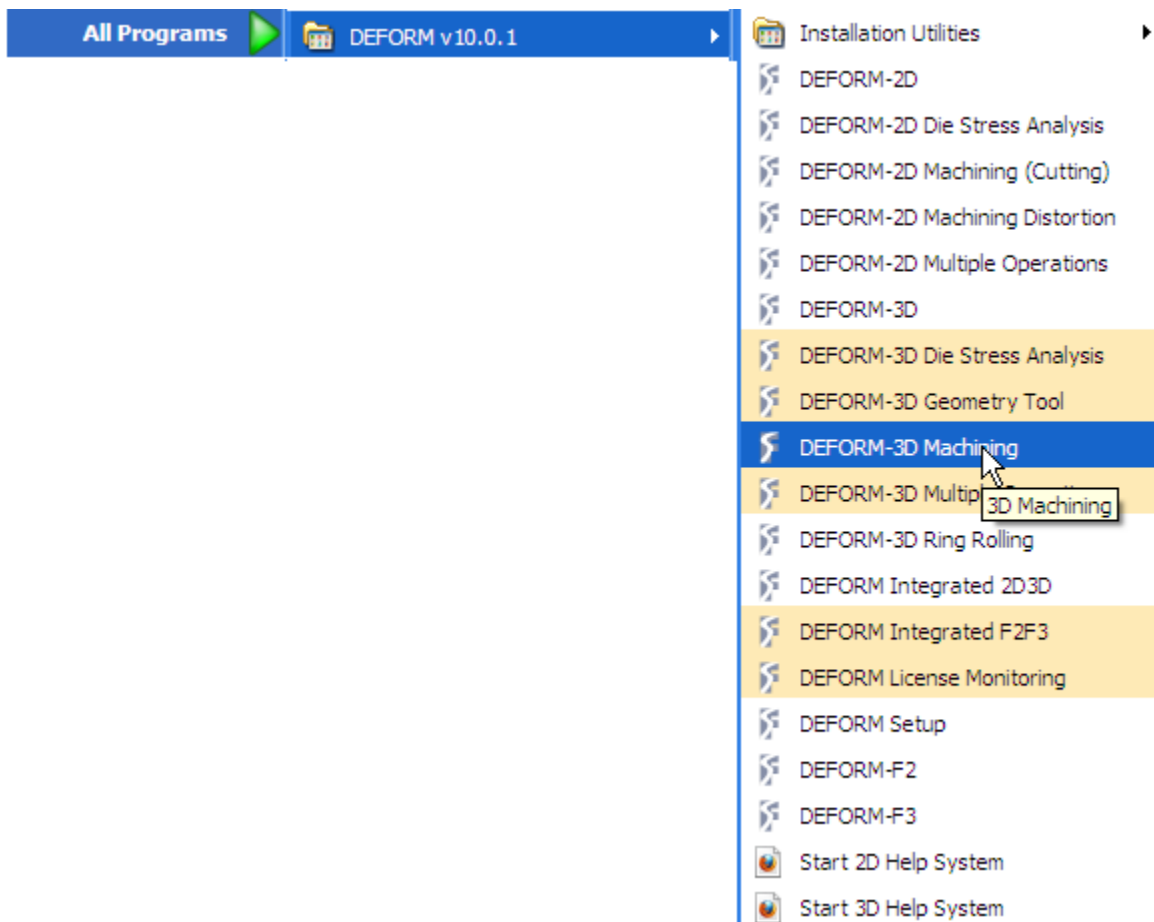 All Programs
DEFORM v10.0.1
Installation Utilities
DEFORM-2D
DEFORM-2D Die Stress Analysis
DEFORM-2D Machining (Cutting)
DEFORM-2D Machining Distortion
DEFORM-2D Multiple Operations
DEFORM-3D
DEFORM-3D Die Stress Analysis
DEFORM-3D Geometry Tool
DEFORM-3D Machining
DEFORM-3D
3D Machining
DEFORM-3D Ring Rolling
DEFORM Integrated 2D3D
DEFORM Integrated F2F3
DEFORM License Monitoring
DEFORM Setup
DEFORM-F2
DEFORM-F3
Start 2D Help System
Start 3D Help System